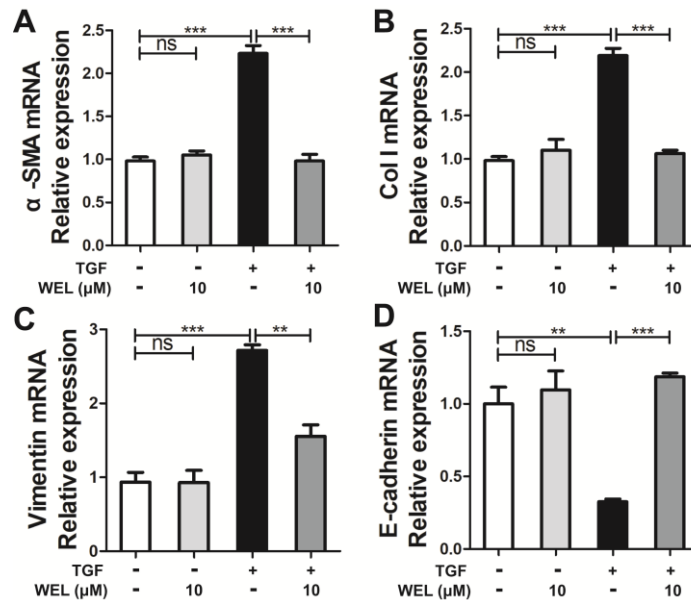 A
α -SMA mRNA
Relative expression
2.5
2.0
1.5
1.0
0.5
0.0
*** ***
ns
TGF - - + +
WEL (µM) - 10 - 10
B
Col I mRNA
Relative expression
2.5
2.0
1.5
1.0
0.5
0.0
*** ***
ns
TGF - - + +
WEL (µM) - 10 - 10
C
Vimentin mRNA
Relative expression
3
2
1
0
*** **
ns
TGF - - + +
WEL (µM) - 10 - 10
D
E-cadherin mRNA
Relative expression
1.5
1.0
0.5
0.0
** ***
ns
TGF - - + +
WEL (µM) - 10 - 10